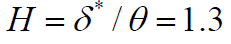 H = δ* / θ = 1.3